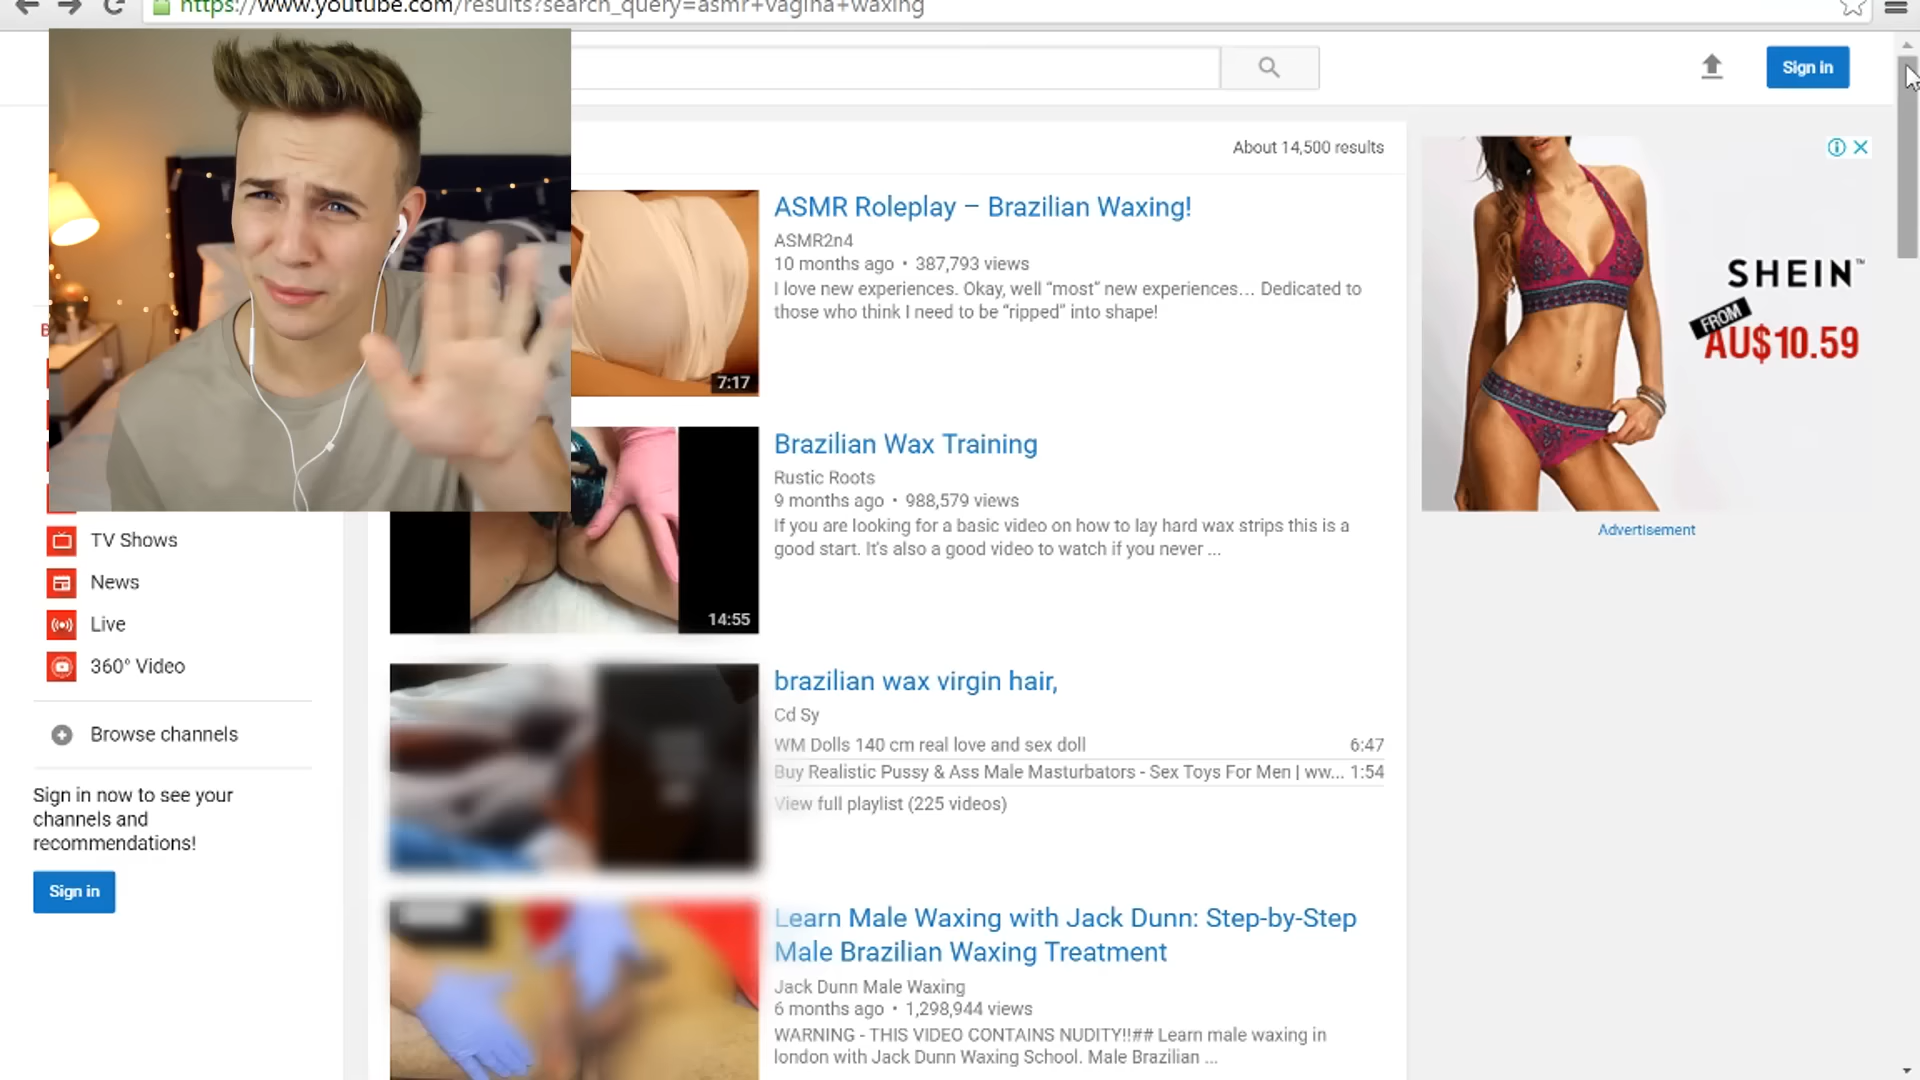 https://www.youtube.com/results?search_query=asmr+vagina+waxing
Sign in
About 14,500 results
ASMR Roleplay – Brazilian Waxing!
ASMR2n4
10 months ago • 387,793 views
I love new experiences. Okay, well “most” new experiences… Dedicated to
those who think I need to be “ripped” into shape!
7:17
Brazilian Wax Training
Rustic Roots
9 months ago • 988,579 views
If you are looking for a basic video on how to lay hard wax strips this is a
good start. It's also a good video to watch if you never ...
14:55
brazilian wax virgin hair,
Cd Sy
WM Dolls 140 cm real love and sex doll 6:47
Buy Realistic Pussy & Ass Male Masturbators - Sex Toys For Men | ww... 1:54
View full playlist (225 videos)
Learn Male Waxing with Jack Dunn: Step-by-Step
Male Brazilian Waxing Treatment
Jack Dunn Male Waxing
6 months ago • 1,298,944 views
WARNING - THIS VIDEO CONTAINS NUDITY!!## Learn male waxing in
london with Jack Dunn Waxing School. Male Brazilian ...
TV Shows
News
Live
360° Video
Browse channels
Sign in now to see your
channels and
recommendations!
Sign in
SHEIN™
FROM
AU$10.59
Advertisement